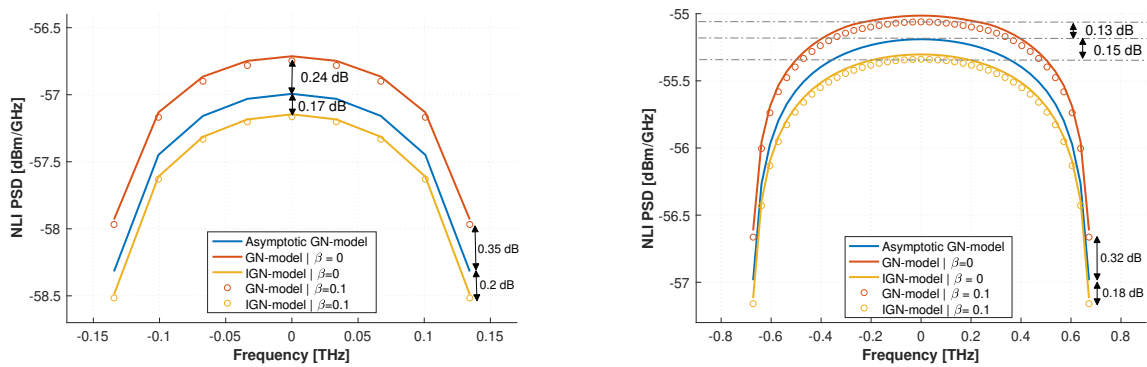 -56.5
-57
-57.5
-58
-58.5
NLI PSD [dBm/GHz]
0.24 dB
0.17 dB
0.35 dB
0.2 dB
Asymptotic GN-model
GN-model | β = 0
IGN-model | β=0
GN-model | β=0.1
IGN-model | β=0.1
-0.15 -0.1 -0.05 0 0.05 0.1 0.15
Frequency [THz]
-55
-55.5
-56
-56.5
-57
NLI PSD [dBm/GHz]
0.13 dB
0.15 dB
0.32 dB
0.18 dB
Asymptotic GN-model
GN-model | β=0
IGN-model | β = 0
GN-model | β = 0.1
IGN-model | β= 0.1
-0.8 -0.6 -0.4 -0.2 0 0.2 0.4 0.6 0.8
Frequency [THz]